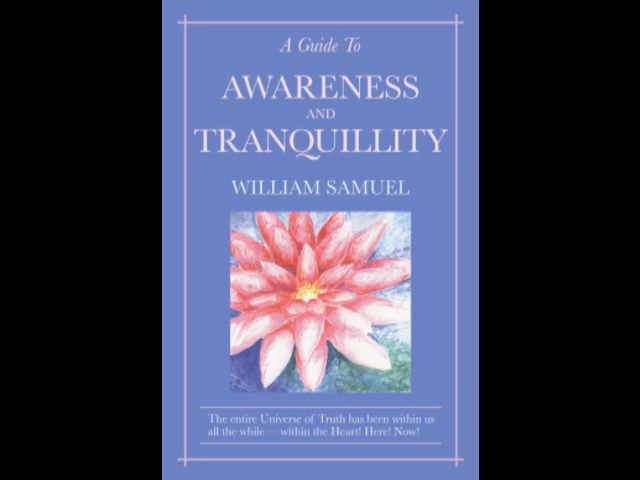 A Guide To
AWARENESS
AND
TRANQUILLITY
WILLIAM SAMUEL
The entire Universe of Truth has been within us
all the while — within the Heart! Here! Now!